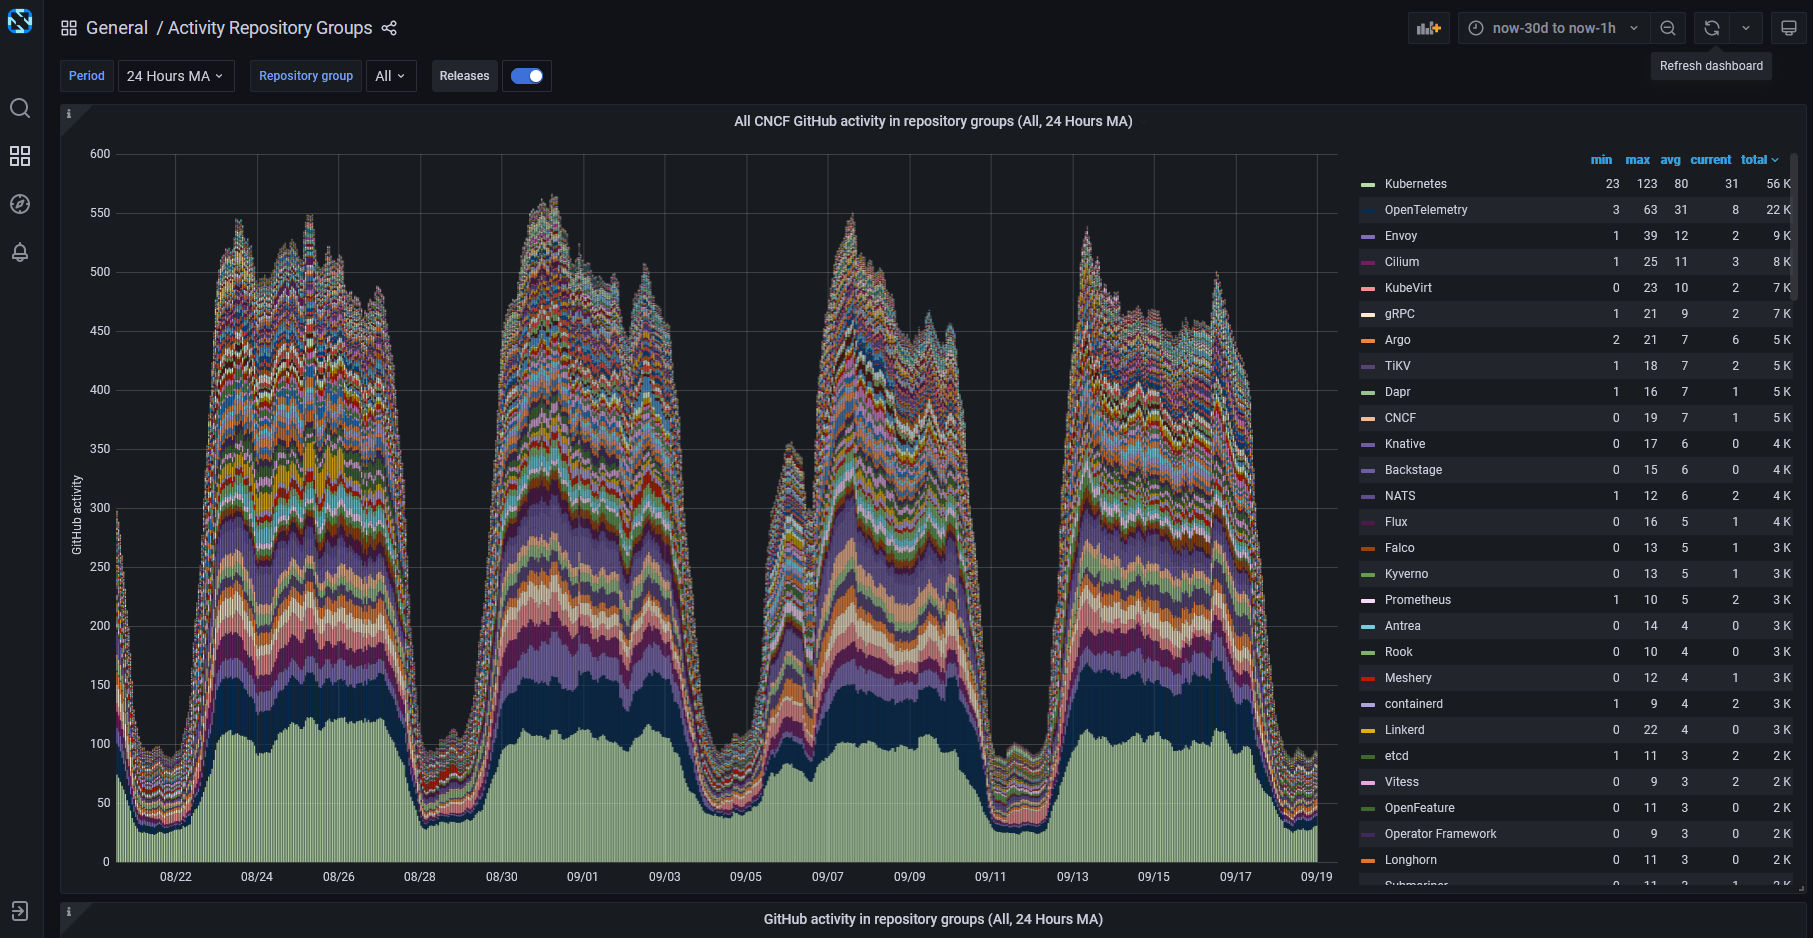 General / Activity Repository Groups
now-30d to now-1h
Refresh dashboard
Period 24 Hours MA Repository group All Releases
i
All CNCF GitHub activity in repository groups (All, 24 Hours MA)
GitHub activity
600
550
500
450
400
350
300
250
200
150
100
50
0
08/22 08/24 08/26 08/28 08/30 09/01 09/03 09/05 09/07 09/09 09/11 09/13 09/15 09/17 09/19
min max avg current total
Kubernetes 23 123 80 31 56 K
OpenTelemetry 3 63 31 8 22 K
Envoy 1 39 12 2 9 K
Cilium 1 25 11 3 8 K
KubeVirt 0 23 10 2 7 K
gRPC 1 21 9 2 7 K
Argo 2 21 7 6 5 K
TiKV 1 18 7 2 5 K
Dapr 1 16 7 1 5 K
CNCF 0 19 7 1 5 K
Knative 0 17 6 0 4 K
Backstage 0 15 6 0 4 K
NATS 1 12 6 2 4 K
Flux 0 16 5 1 4 K
Falco 0 13 5 1 3 K
Kyverno 0 13 5 1 3 K
Prometheus 1 10 5 2 3 K
Antrea 0 14 4 0 3 K
Rook 0 10 4 0 3 K
Meshery 0 12 4 1 3 K
containerd 1 9 4 2 3 K
Linkerd 0 22 4 0 3 K
etcd 1 11 3 2 2 K
Vitess 0 9 3 2 2 K
OpenFeature 0 11 3 0 2 K
Operator Framework 0 9 3 0 2 K
Longhorn 0 11 3 0 2 K
Submariner 0 11 3 1 2 K
i
GitHub activity in repository groups (All, 24 Hours MA)